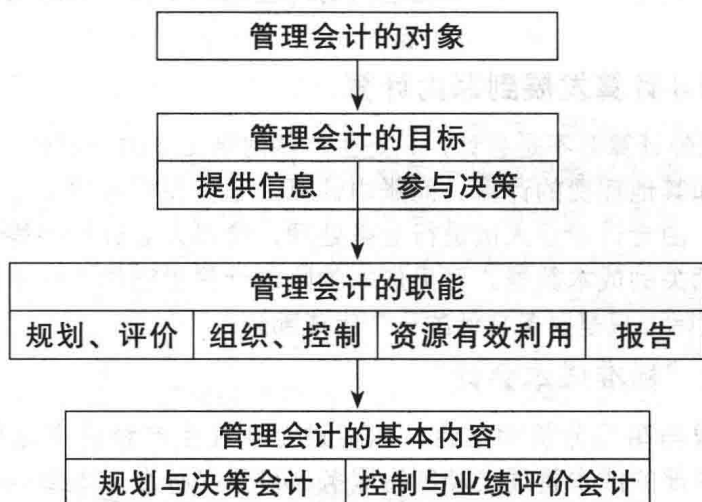 管理会计的对象
管理会计的目标
提供信息 参与决策
管理会计的职能
规划、评价 组织、控制 资源有效利用 报告
管理会计的基本内容
规划与决策会计 控制与业绩评价会计